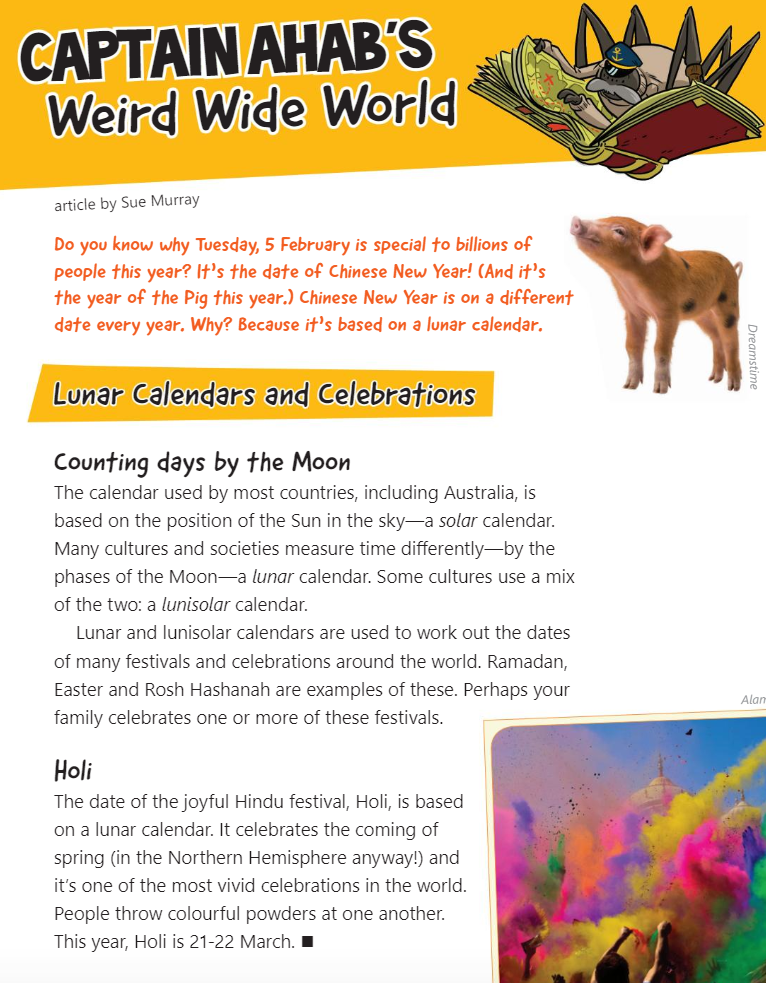 CAPTAIN AHAB'S
Weird Wide World
article by Sue Murray
Do you know why Tuesday, 5 February is special to billions of
people this year? It's the date of Chinese New Year! (And it's
the year of the Pig this year.) Chinese New Year is on a different
date every year. Why? Because it's based on a lunar calendar.
Dreamstime
Lunar Calendars and Celebrations
Counting days by the Moon
The calendar used by most countries, including Australia, is
based on the position of the Sun in the sky—a solar calendar.
Many cultures and societies measure time differently—by the
phases of the Moon—a lunar calendar. Some cultures use a mix
of the two: a lunisolar calendar.
Lunar and lunisolar calendars are used to work out the dates
of many festivals and celebrations around the world. Ramadan,
Easter and Rosh Hashanah are examples of these. Perhaps your
family celebrates one or more of these festivals.
Alam
Holi
The date of the joyful Hindu festival, Holi, is based
on a lunar calendar. It celebrates the coming of
spring (in the Northern Hemisphere anyway!) and
it's one of the most vivid celebrations in the world.
People throw colourful powders at one another.
This year, Holi is 21-22 March. ■